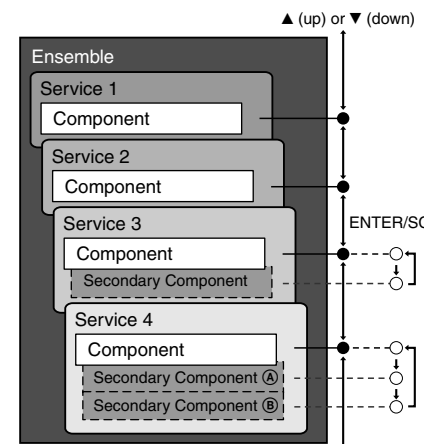 ▲ (up) or ▼ (down)
Ensemble
Service 1
Component
Service 2
Component
Service 3
ENTER/SC
Component
Secondary Component
Service 4
Component
Secondary Component Ⓐ
Secondary Component Ⓑ